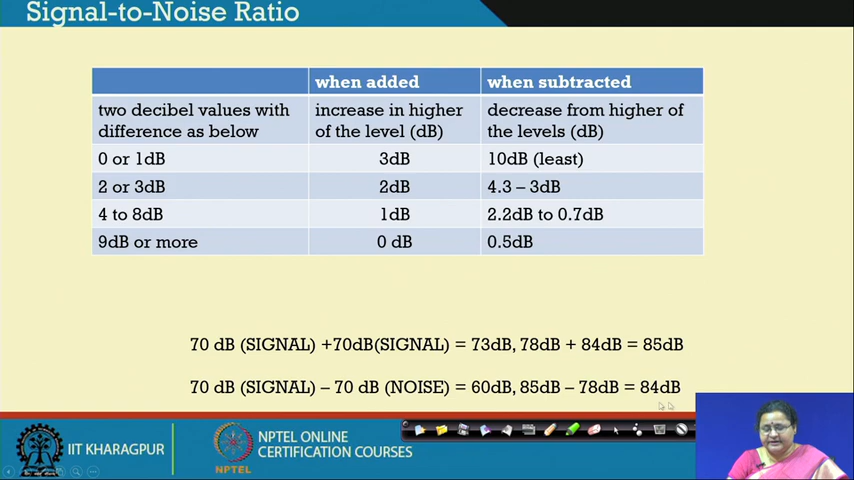 Signal-to-Noise Ratio
when added
when subtracted
two decibel values with difference as below
increase in higher of the level (dB)
decrease from higher of the levels (dB)
0 or 1dB
3dB
10dB (least)
2 or 3dB
2dB
4.3 – 3dB
4 to 8dB
1dB
2.2dB to 0.7dB
9dB or more
0 dB
0.5dB
70 dB (SIGNAL) +70dB(SIGNAL) = 73dB, 78dB + 84dB = 85dB
70 dB (SIGNAL) – 70 dB (NOISE) = 60dB, 85dB – 78dB = 84dB
IIT KHARAGPUR
NPTEL
NPTEL ONLINE
CERTIFICATION COURSES